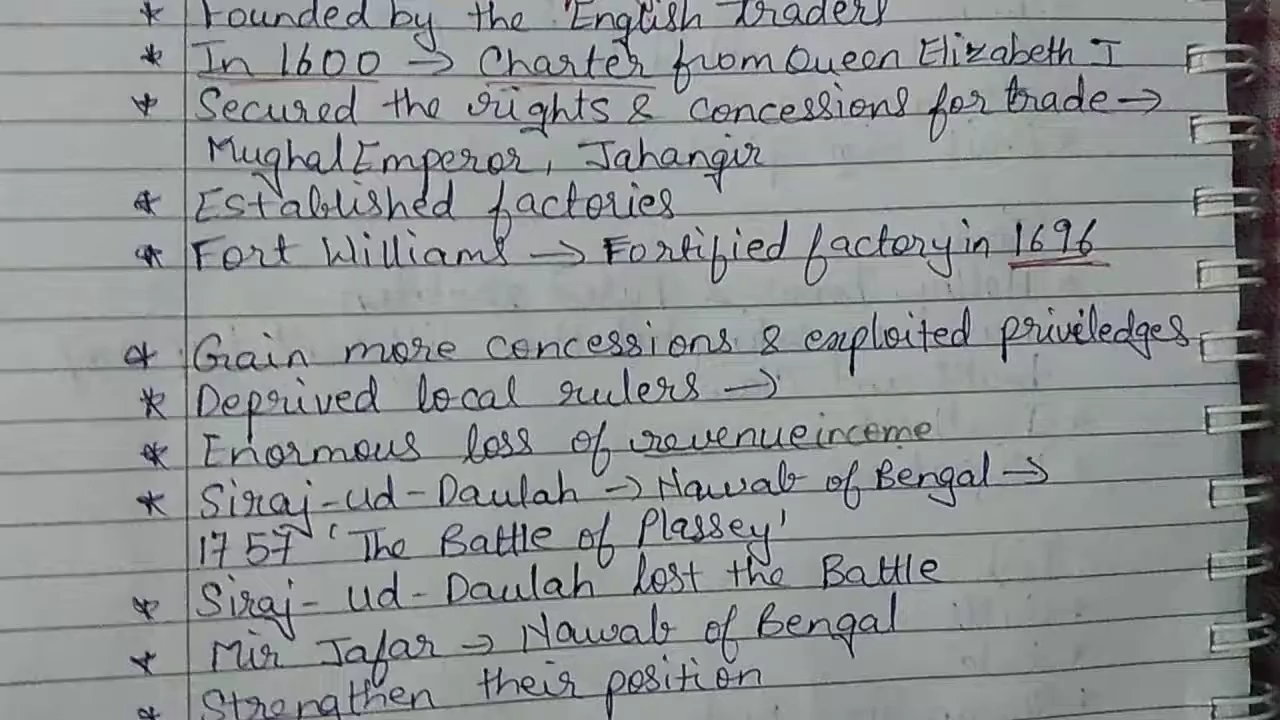 * Founded by the English traders
* In 1600 → Charter from Queen Elizabeth I
* Secured the rights & concessions for trade →
Mughal Emperor, Jahangir
* Established factories
* Fort Williams → Fortified factory in 1696
* Gain more concessions & exploited priviledges
* Deprived local rulers →
* Enormous loss of revenue income
* Siraj-ud-Daulah → Nawab of Bengal →
1757 'The Battle of Plassey'
* Siraj-ud-Daulah lost the Battle
* Mir Jafar → Nawab of Bengal
* Strengthen their position